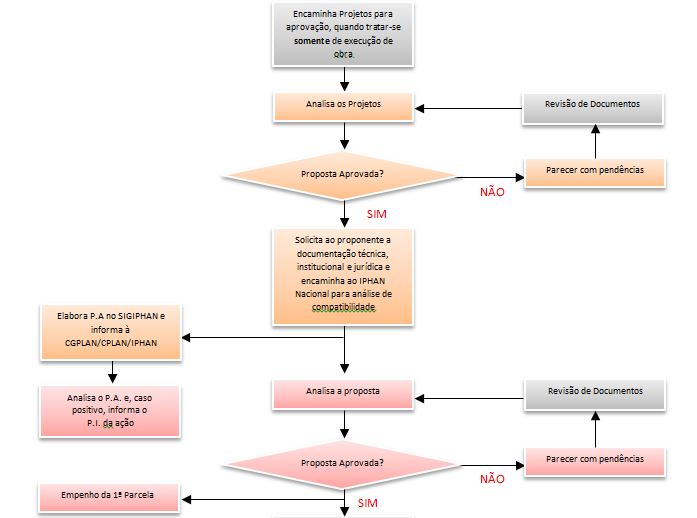 Encaminha Projetos para
aprovação, quando tratar-se
somente de execução de
obra.
Analisa os Projetos
Revisão de Documentos
Proposta Aprovada?
NÃO
Parecer com pendências
SIM
Solicita ao proponente a
documentação técnica,
institucional e jurídica e
encaminha ao IPHAN
Nacional para análise de
compatibilidade
Elabora P.A no SIGIPHAN e
informa à
CGPLAN/CPLAN/IPHAN
Analisa o P.A. e, caso
positivo, informa o
P.I. da ação
Analisa a proposta
Revisão de Documentos
Proposta Aprovada?
NÃO
Parecer com pendências
Empenho da 1ª Parcela
SIM